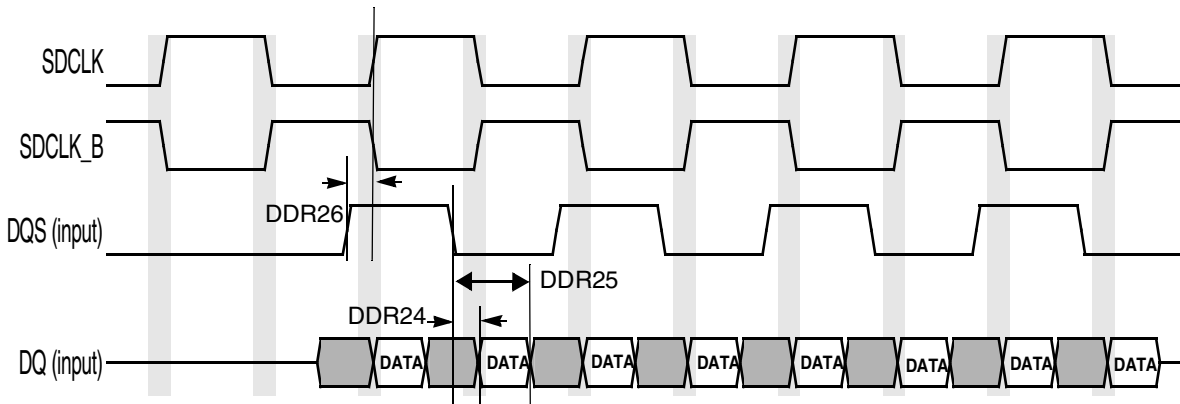 SDCLK
SDCLK_B
DDR26
DQS (input)
DDR25
DDR24
DQ (input)
DATA DATA DATA DATA DATA DATA DATA DATA